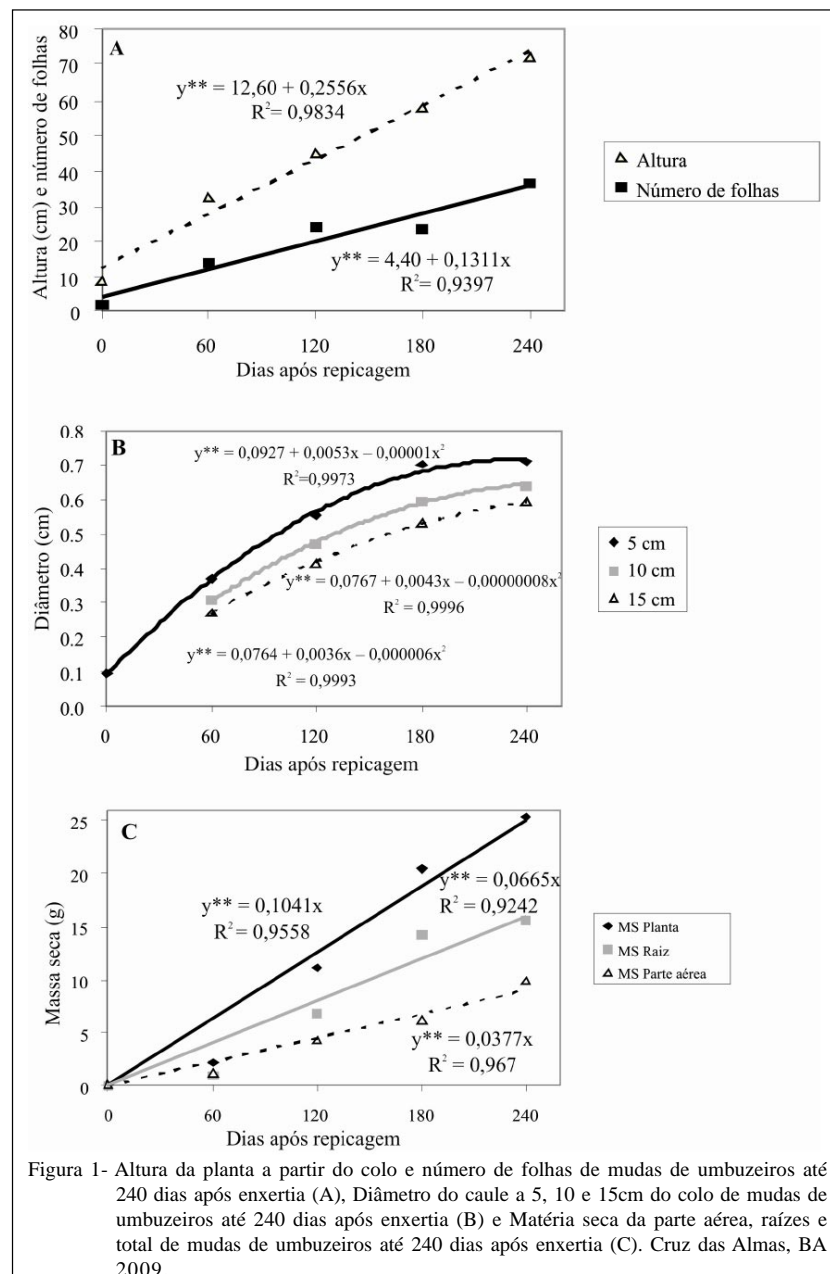 A
80
70
60
50
40
30
20
10
0
Altura (cm) e número de folhas
y** = 12,60 + 0,2556x
R²= 0,9834
y** = 4,40 + 0,1311x
R² = 0,9397
0 60 120 180 240
Dias após repicagem
Altura
Número de folhas
B
0.8
0.7
0.6
0.5
0.4
0.3
0.2
0.1
0.0
Diâmetro (cm)
y** = 0,0927 + 0,0053x – 0,00001x²
R²=0,9973
y** = 0,0767 + 0,0043x – 0,00000008x²
R² = 0,9996
y** = 0,0764 + 0,0036x – 0,000006x²
R² = 0,9993
0 60 120 180 240
Dias após repicagem
5 cm
10 cm
15 cm
C
25
20
15
10
5
0
Massa seca (g)
y** = 0,1041x
R² = 0,9558
y** = 0,0665x
R² = 0,9242
y** = 0,0377x
R² = 0,967
0 60 120 180 240
Dias após repicagem
MS Planta
MS Raiz
MS Parte aérea
Figura 1- Altura da planta a partir do colo e número de folhas de mudas de umbuzeiros até
240 dias após enxertia (A), Diâmetro do caule a 5, 10 e 15cm do colo de mudas de
umbuzeiros até 240 dias após enxertia (B) e Matéria seca da parte aérea, raízes e
total de mudas de umbuzeiros até 240 dias após enxertia (C). Cruz das Almas, BA
2009